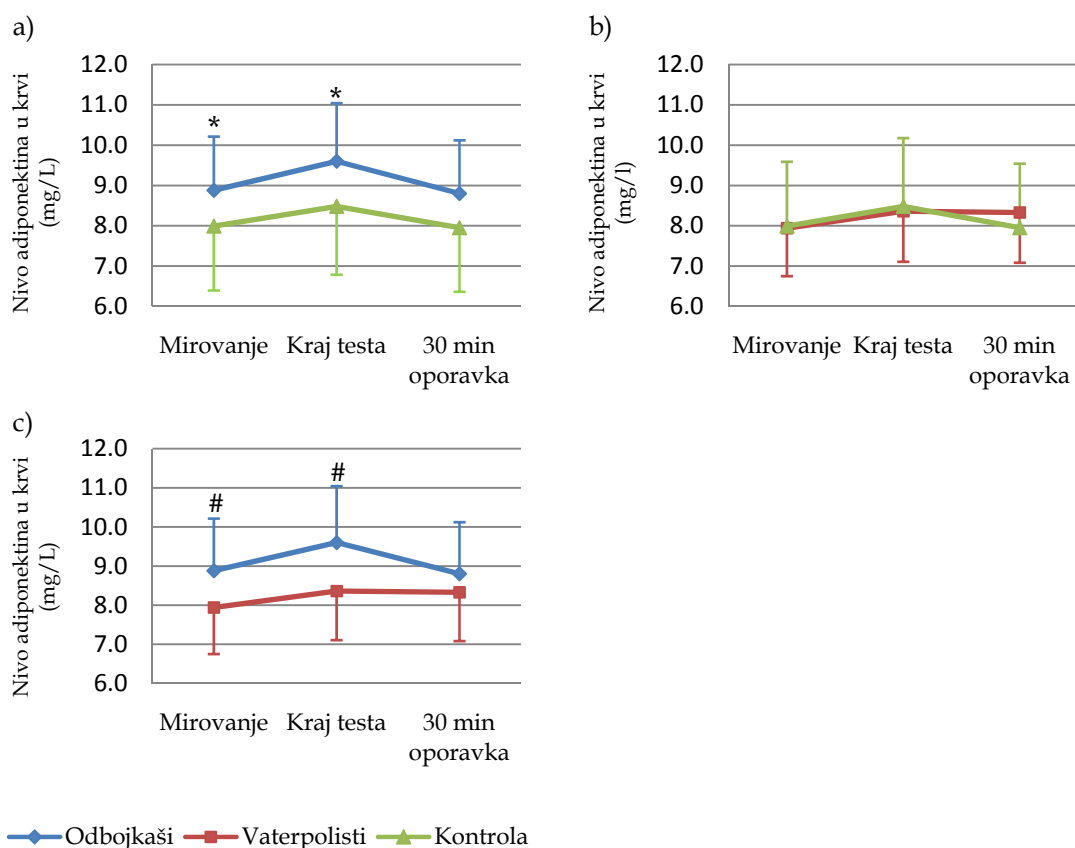 a)
Nivo adiponektina u krvi
(mg/L)
12.0
11.0
10.0
9.0
8.0
7.0
6.0
*
*
Mirovanje
Kraj testa
30 min
oporavka
b)
Nivo adiponektina u krvi
(mg/l)
12.0
11.0
10.0
9.0
8.0
7.0
6.0
Mirovanje
Kraj testa
30 min
oporavka
c)
Nivo adiponektina u krvi
(mg/L)
12.0
11.0
10.0
9.0
8.0
7.0
6.0
#
#
Mirovanje
Kraj testa
30 min
oporavka
Odbojkaši
Vaterpolisti
Kontrola